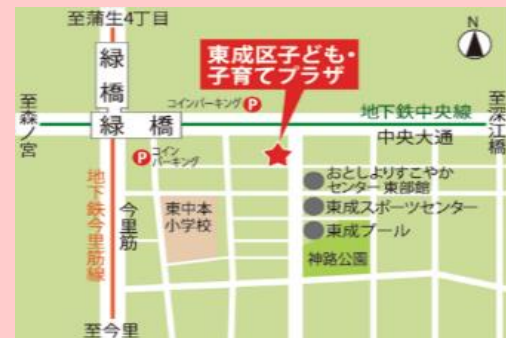 至蒲生4丁目
N
緑橋
東成区子ども・
子育てプラザ
コインパーキング P
至森ノ宮
緑橋
地下鉄中央線
至深江橋
中央大通
P コイン
パーキング
おとしよりすこやか
センター東部館
地下鉄今里筋線
今里筋
東中本
小学校
東成スポーツセンター
東成プール
神路公園
至今里